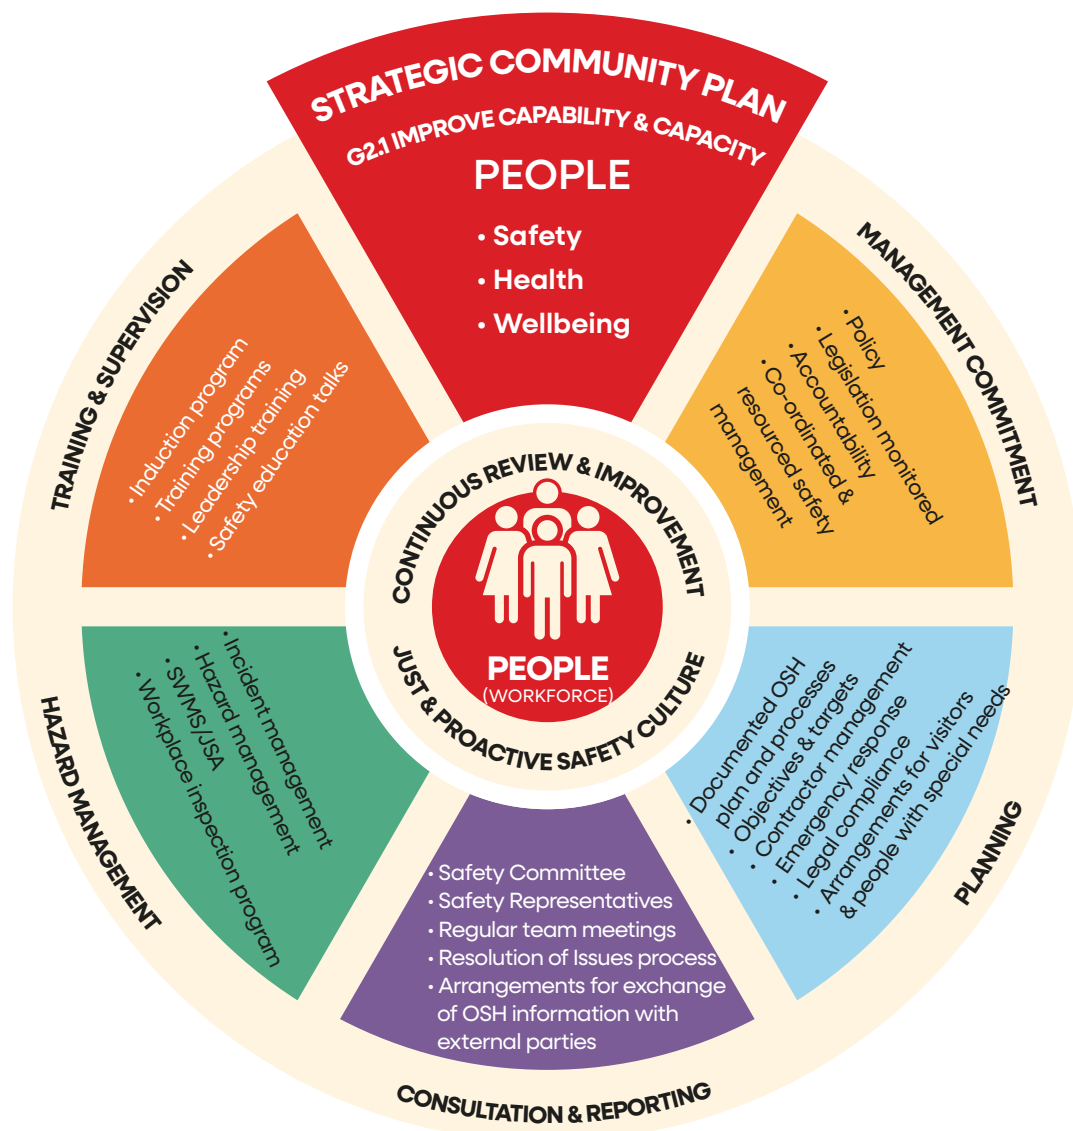 STRATEGIC COMMUNITY PLAN
G2.1 IMPROVE CAPABILITY & CAPACITY
PEOPLE
• Safety
• Health
• Wellbeing
MANAGEMENT COMMITMENT
• Policy
• Legislation monitored
• Accountability
• Co-ordinated &
resourced safety
management
PLANNING
• Documented OSH
plan and processes
• Objectives & targets
• Contractor management
• Emergency response
• Legal compliance
• Arrangements for visitors
& people with special needs
CONSULTATION & REPORTING
• Safety Committee
• Safety Representatives
• Regular team meetings
• Resolution of Issues process
• Arrangements for exchange
of OSH information with
external parties
HAZARD MANAGEMENT
• Incident management
• Hazard management
• SWMS/JSA
• Workplace inspection program
TRAINING & SUPERVISION
• Induction program
• Training programs
• Leadership training
• Safety education talks
CONTINUOUS REVIEW & IMPROVEMENT
PEOPLE
(WORKFORCE)
JUST & PROACTIVE SAFETY CULTURE